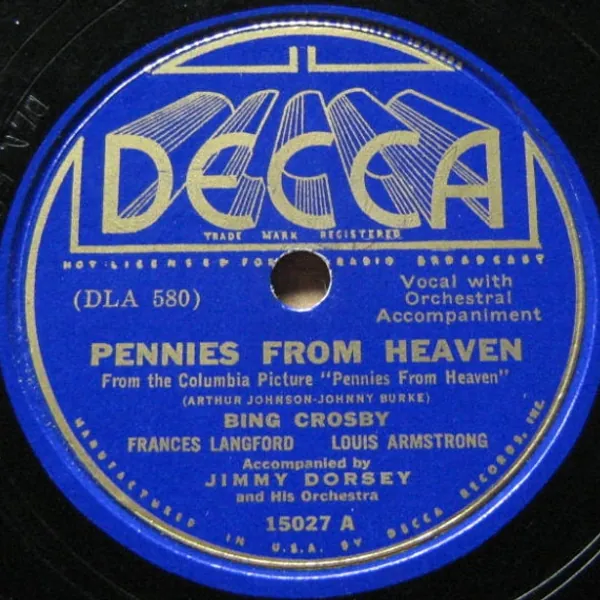 DECCA
TRADE MARK REGISTERED
NOT LICENSED FOR RADIO BROADCAST
(DLA 580)
Vocal with
Orchestral
Accompaniment
PENNIES FROM HEAVEN
From the Columbia Picture "Pennies From Heaven"
(ARTHUR JOHNSON-JOHNNY BURKE)
BING CROSBY
FRANCES LANGFORD LOUIS ARMSTRONG
Accompanied by
JIMMY DORSEY
and His Orchestra
15027 A
MANUFACTURED IN U.S.A. BY DECCA RECORDS, INC.
DLA